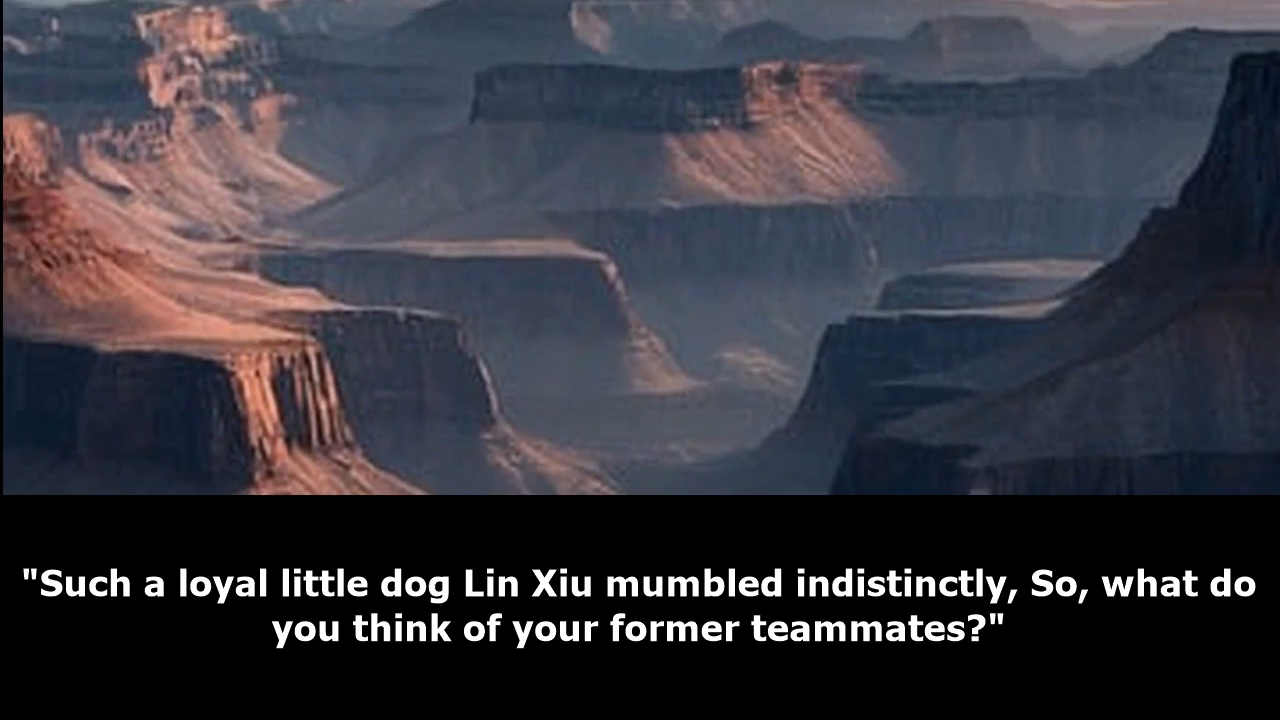 "Such a loyal little dog Lin Xiu mumbled indistinctly, So, what do
you think of your former teammates?"